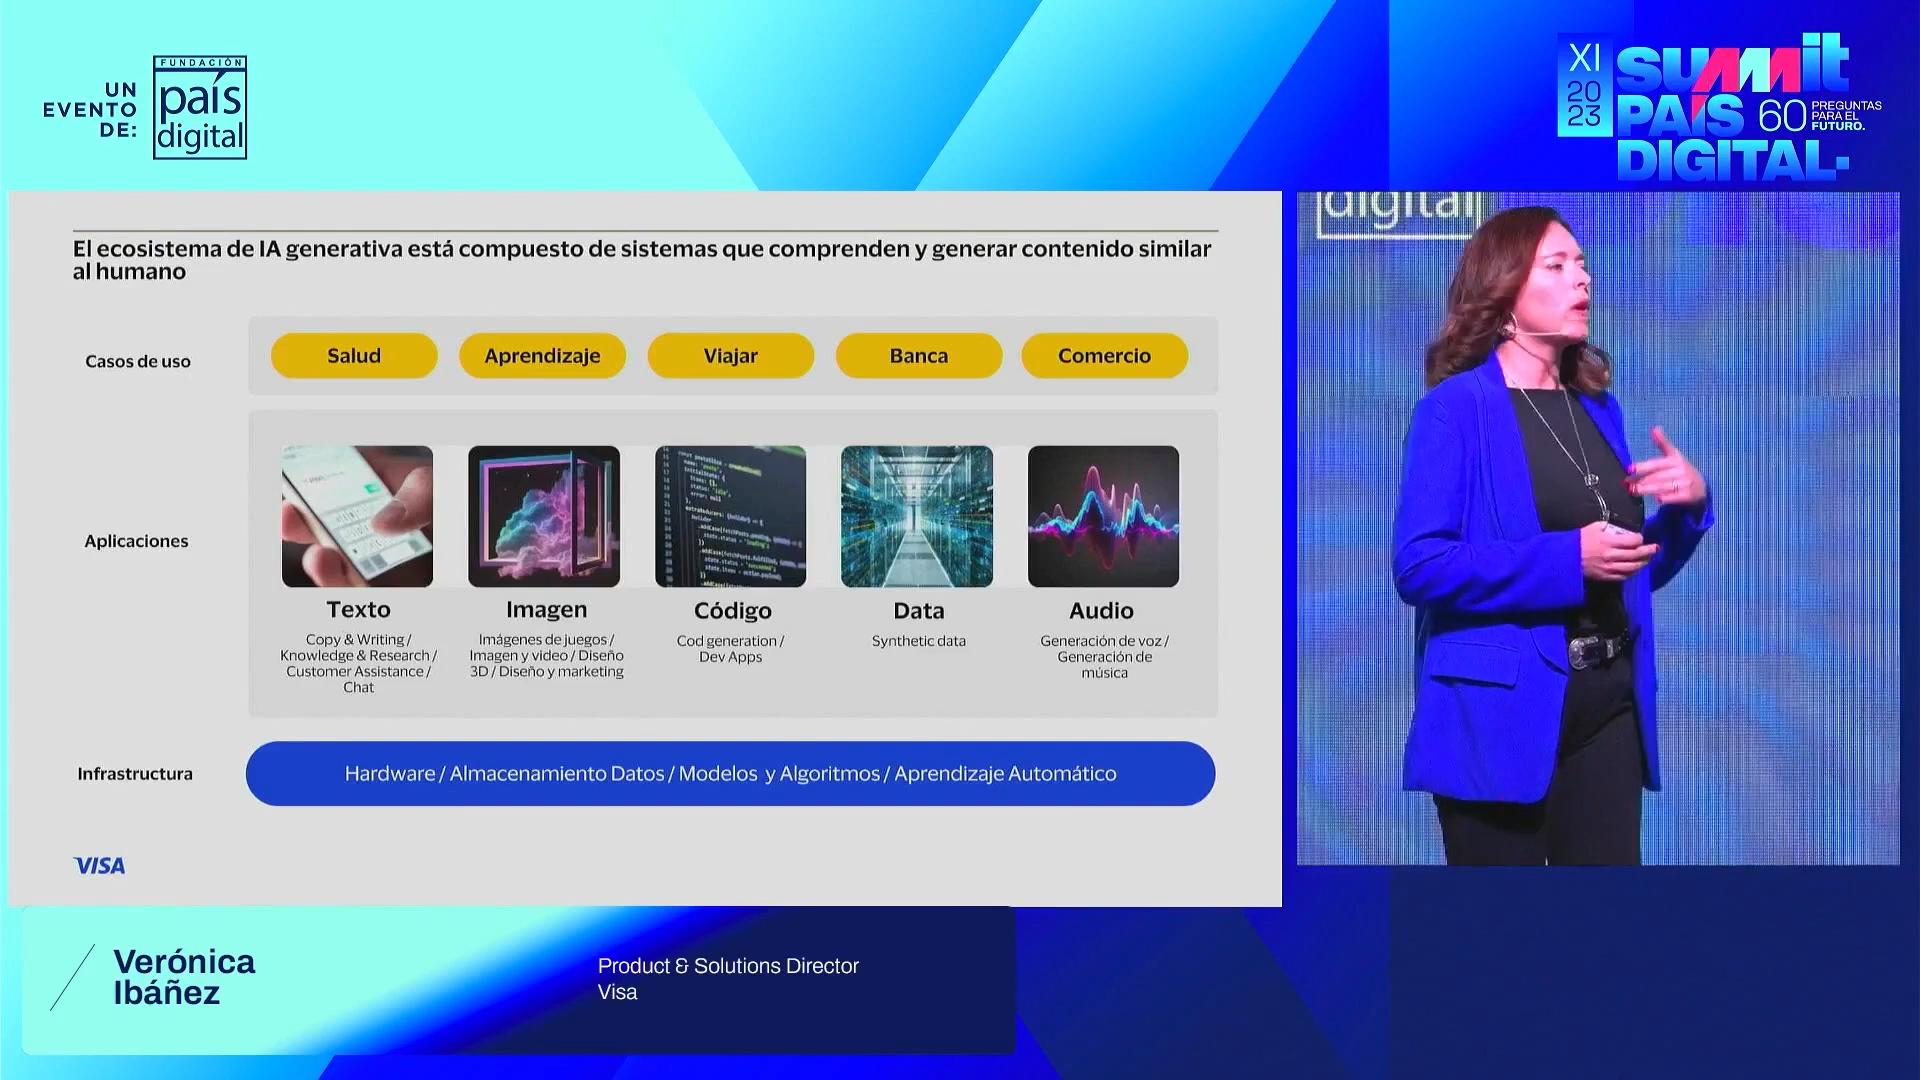 UN
EVENTO
DE:
FUNDACIÓN
país
digital
XI
2023
SUMMIT
PAÍS
DIGITAL
60 PREGUNTAS
PARA EL
FUTURO.
digital
El ecosistema de IA generativa está compuesto de sistemas que comprenden y generar contenido similar
al humano
Casos de uso
Salud
Aprendizaje
Viajar
Banca
Comercio
Aplicaciones
Texto
Copy & Writing /
Knowledge & Research /
Customer Assistance /
Chat
Imagen
Imágenes de juegos /
Imagen y video / Diseño
3D / Diseño y marketing
Código
Cod generation /
Dev Apps
Data
Synthetic data
Audio
Generación de voz /
Generación de
música
Infrastructura
Hardware / Almacenamiento Datos / Modelos y Algoritmos / Aprendizaje Automático
VISA
Verónica
Ibáñez
Product & Solutions Director
Visa